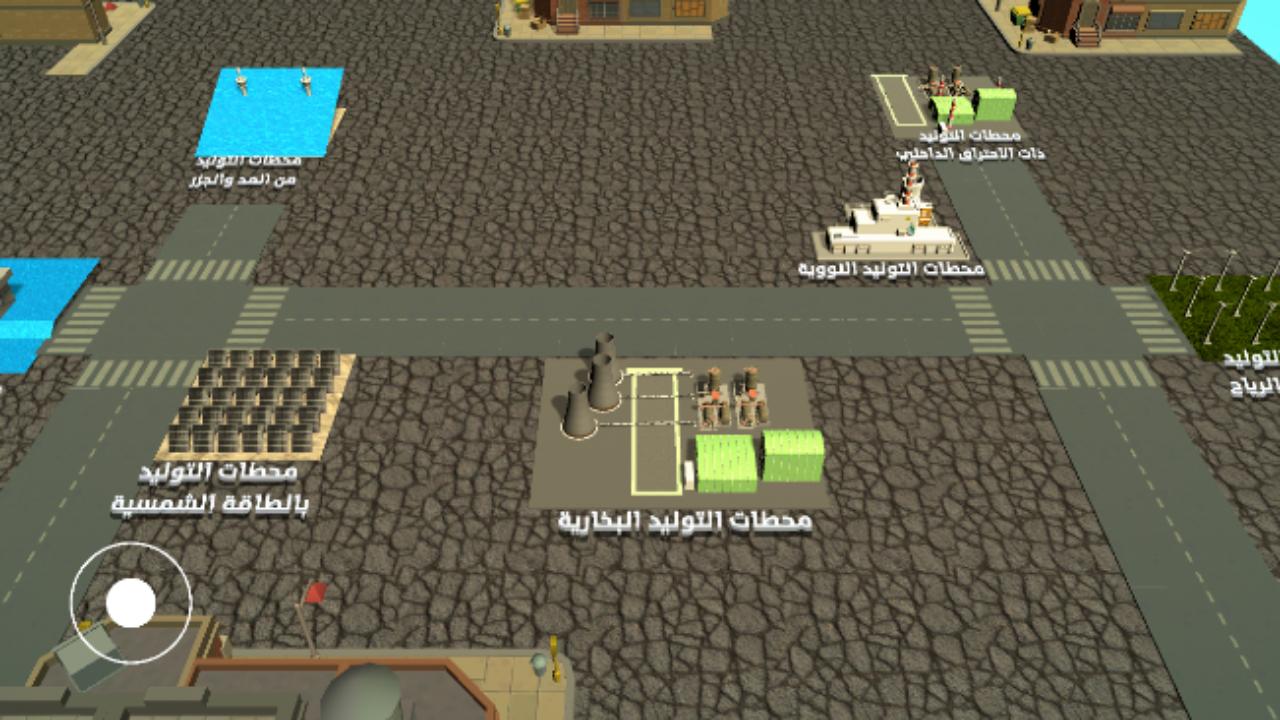 محطات التوليد
ذات الاحتراق الداخلي
محطات التوليد
من المد والجزر
محطات التوليد النووية
التوليد
الرياح
محطات التوليد
بالطاقة الشمسية
محطات التوليد البخارية